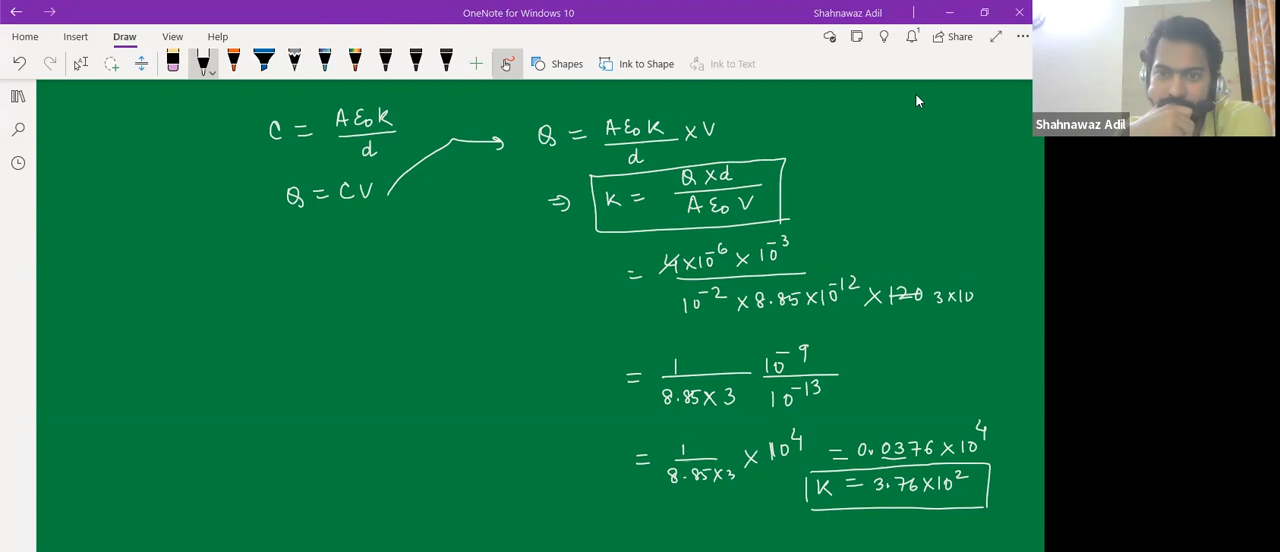 OneNote for Windows 10
Shahnawaz Adil
Home Insert Draw View Help
Share
Shapes Ink to Shape Ink to Text
Shahnawaz Adil
C = Aε₀k / d
Q = CV
Q = Aε₀k / d × V
⇒ K = Q×d / Aε₀V
= 4×10⁻⁶ × 10⁻³ / 10⁻² × 8.85×10⁻¹² × 120 3×10
= 1 / 8.85×3 10⁻⁹ / 10⁻¹³
= 1 / 8.85×3 × 10⁴ = 0.0376×10⁴
K = 3.76×10²